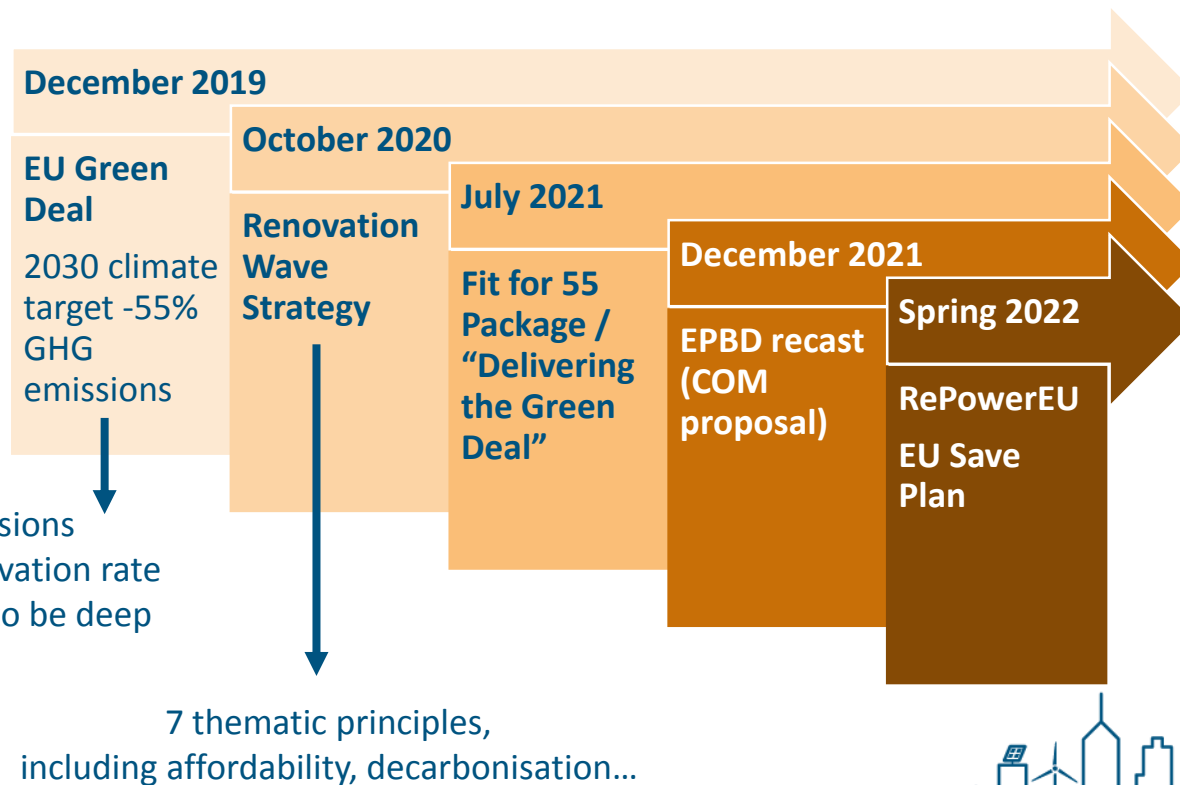 December 2019
EU Green
Deal
2030 climate
target -55%
GHG
emissions
October 2020
Renovation
Wave
Strategy
July 2021
Fit for 55
Package /
“Delivering
the Green
Deal”
December 2021
EPBD recast
(COM
proposal)
Spring 2022
RePowerEU
EU Save
Plan
rate
be deep
7 thematic principles,
including affordability, decarbonisation…